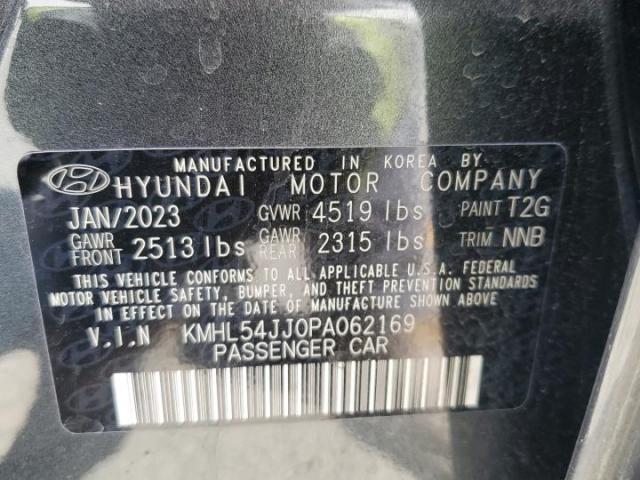 MANUFACTURED IN KOREA BY
HYUNDAI MOTOR COMPANY
JAN/2023 GVWR 4519 lbs PAINT T2G
GAWR FRONT 2513 lbs GAWR REAR 2315 lbs TRIM NNB
THIS VEHICLE CONFORMS TO ALL APPLICABLE U.S.A. FEDERAL
MOTOR VEHICLE SAFETY, BUMPER, AND THEFT PREVENTION STANDARDS
IN EFFECT ON THE DATE OF MANUFACTURE SHOWN ABOVE.
V.I.N KMHL54JJ0PA062169
PASSENGER CAR